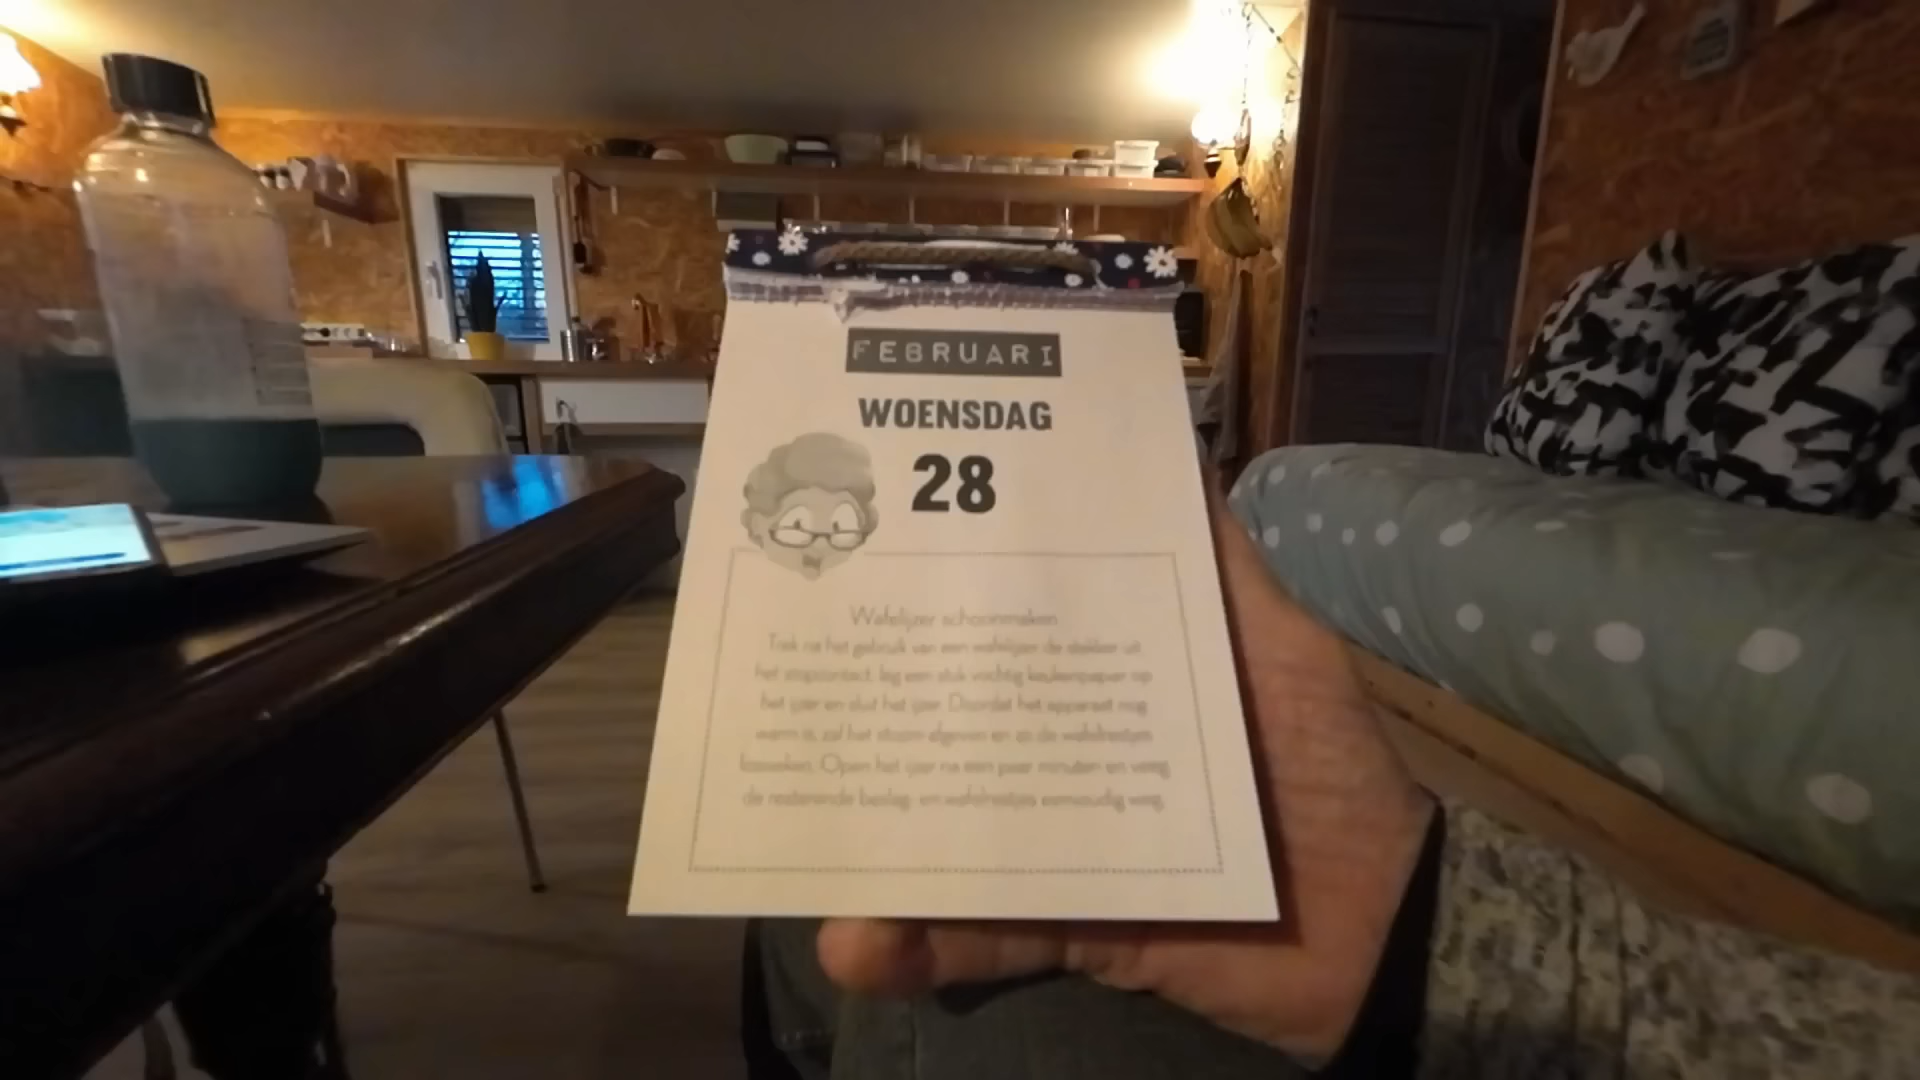 FEBRUARI
WOENSDAG
28
Wafelijzer schoonmaken
Trek na het gebruik van een wafelijzer de stekker uit
het stopcontact, leg een stuk vochtig keukenpapier op
het ijzer en sluit het ijzer. Doordat het apparaat nog
warm is, zal het stoom afgeven en zo de wafelrestjes
losweken. Open het ijzer na een paar minuten en veeg
de resterende beslag- en wafelrestjes eenvoudig weg.